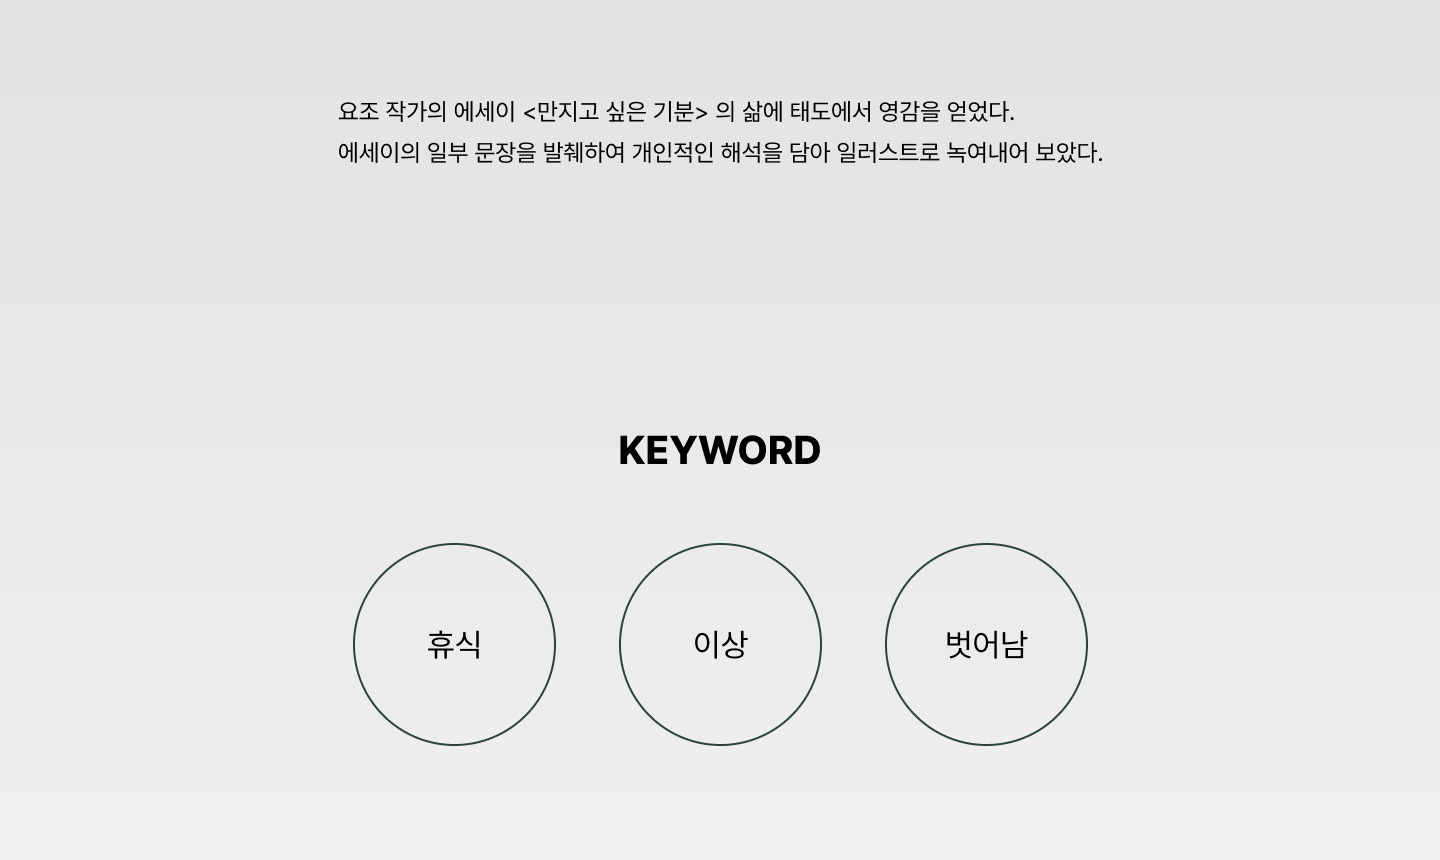 요조 작가의 에세이 <만지고 싶은 기분> 의 삶에 태도에서 영감을 얻었다.
에세이의 일부 문장을 발췌하여 개인적인 해석을 담아 일러스트로 녹여내어 보았다.
KEYWORD
휴식
이상
벗어남